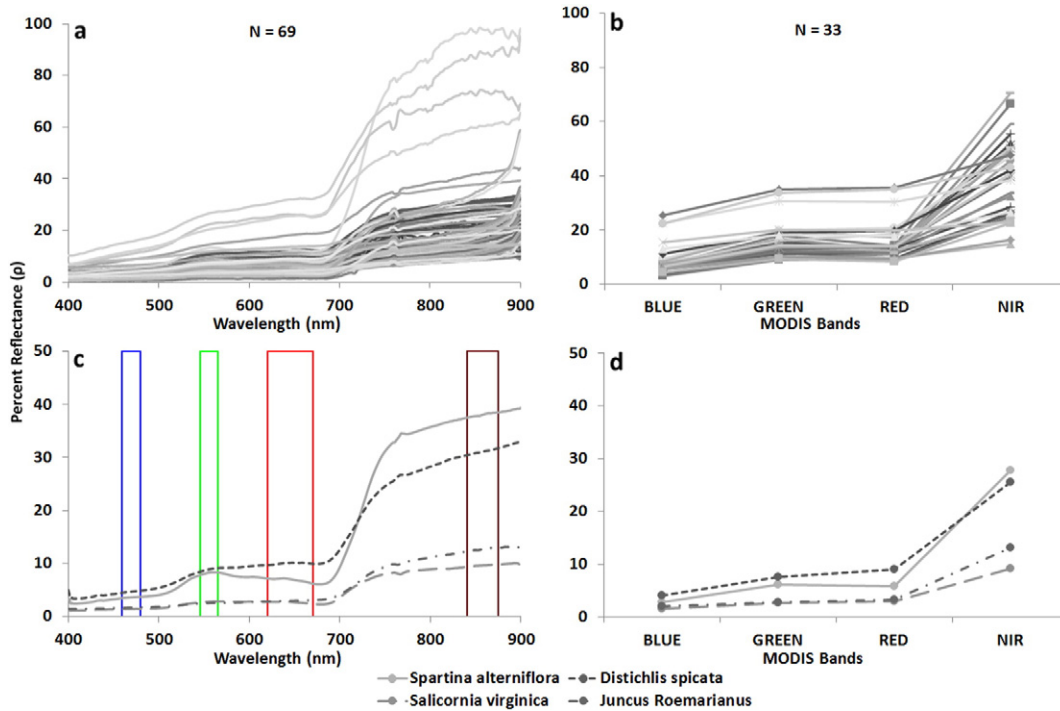 a
N = 69
100
80
60
40
20
0
400
500
600
700
800
900
Wavelength (nm)
b
N = 33
100
80
60
40
20
0
BLUE
GREEN
RED
NIR
MODIS Bands
Percent Reflectance (ρ)
c
50
40
30
20
10
0
400
500
600
700
800
900
Wavelength (nm)
d
50
40
30
20
10
0
BLUE
GREEN
RED
NIR
MODIS Bands
Spartina alterniflora
Distichlis spicata
Salicornia virginica
Juncus Roemarianus